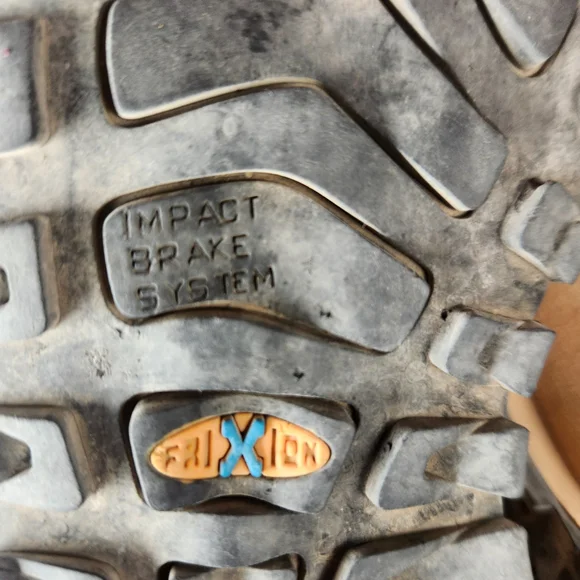 IMPACT
BRAKE
SYSTEM
FRIXION